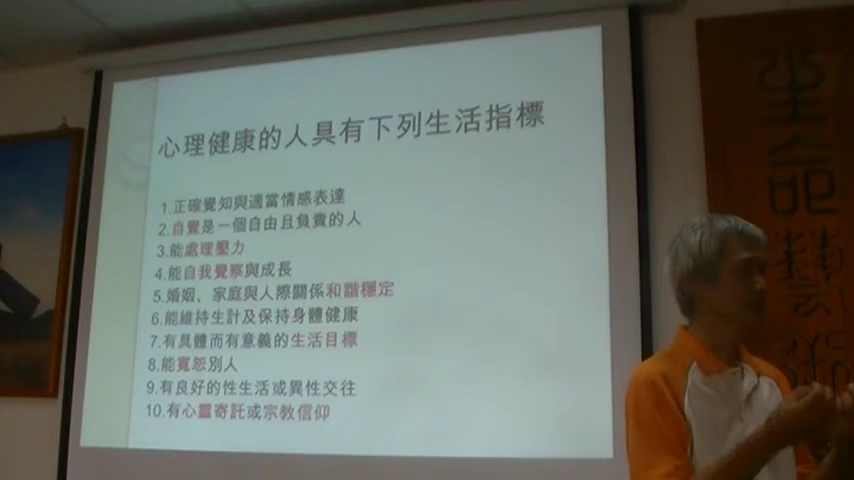 心理健康的人具有下列生活指標
1.正確覺知與適當情感表達
2.自覺是一個自由且負責的人
3.能處理壓力
4.能自我覺察與成長
5.婚姻、家庭與人際關係和諧穩定
6.能維持生計及保持身體健康
7.有具體而有意義的生活目標
8.能寬恕別人
9.有良好的性生活或異性交往
10.有心靈寄託或宗教信仰
生命藝術